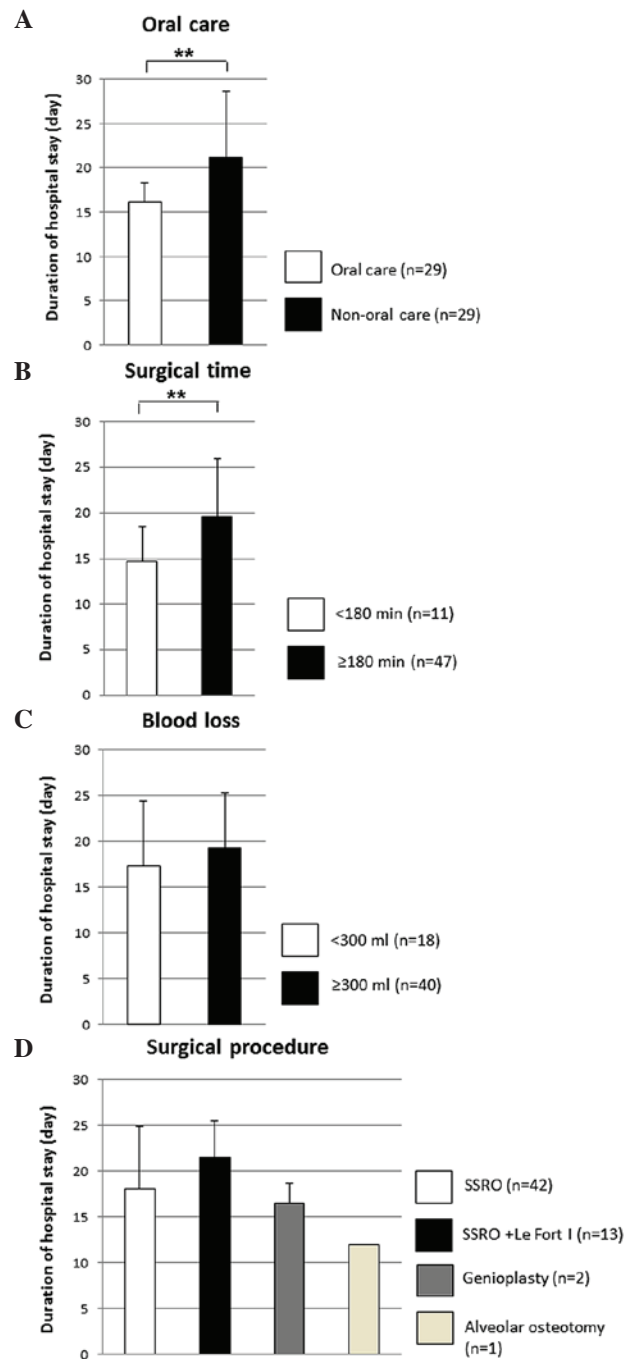 A
Oral care
**
Duration of hospital stay (day)
30
25
20
15
10
5
0
Oral care (n=29)
Non-oral care (n=29)
B
Surgical time
**
Duration of hospital stay (day)
30
25
20
15
10
5
0
<180 min (n=11)
≥180 min (n=47)
C
Blood loss
Duration of hospital stay (day)
30
25
20
15
10
5
0
<300 ml (n=18)
≥300 ml (n=40)
D
Surgical procedure
Duration of hospital stay (day)
30
25
20
15
10
5
0
SSRO (n=42)
SSRO +Le Fort I (n=13)
Genioplasty (n=2)
Alveolar osteotomy
(n=1)